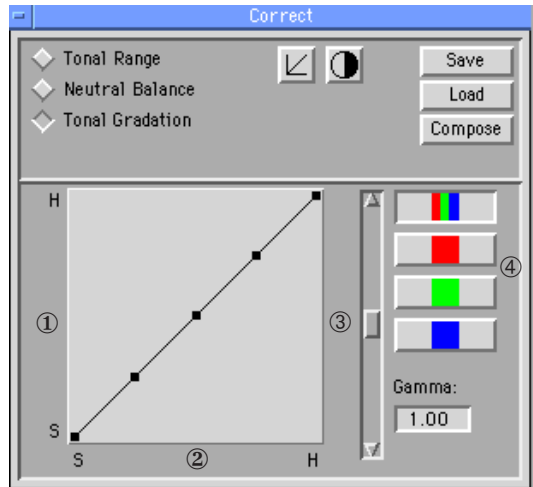 Correct
Tonal Range
Neutral Balance
Tonal Gradation
Save
Load
Compose
H
①
S
S
②
H
③
④
Gamma:
1.00